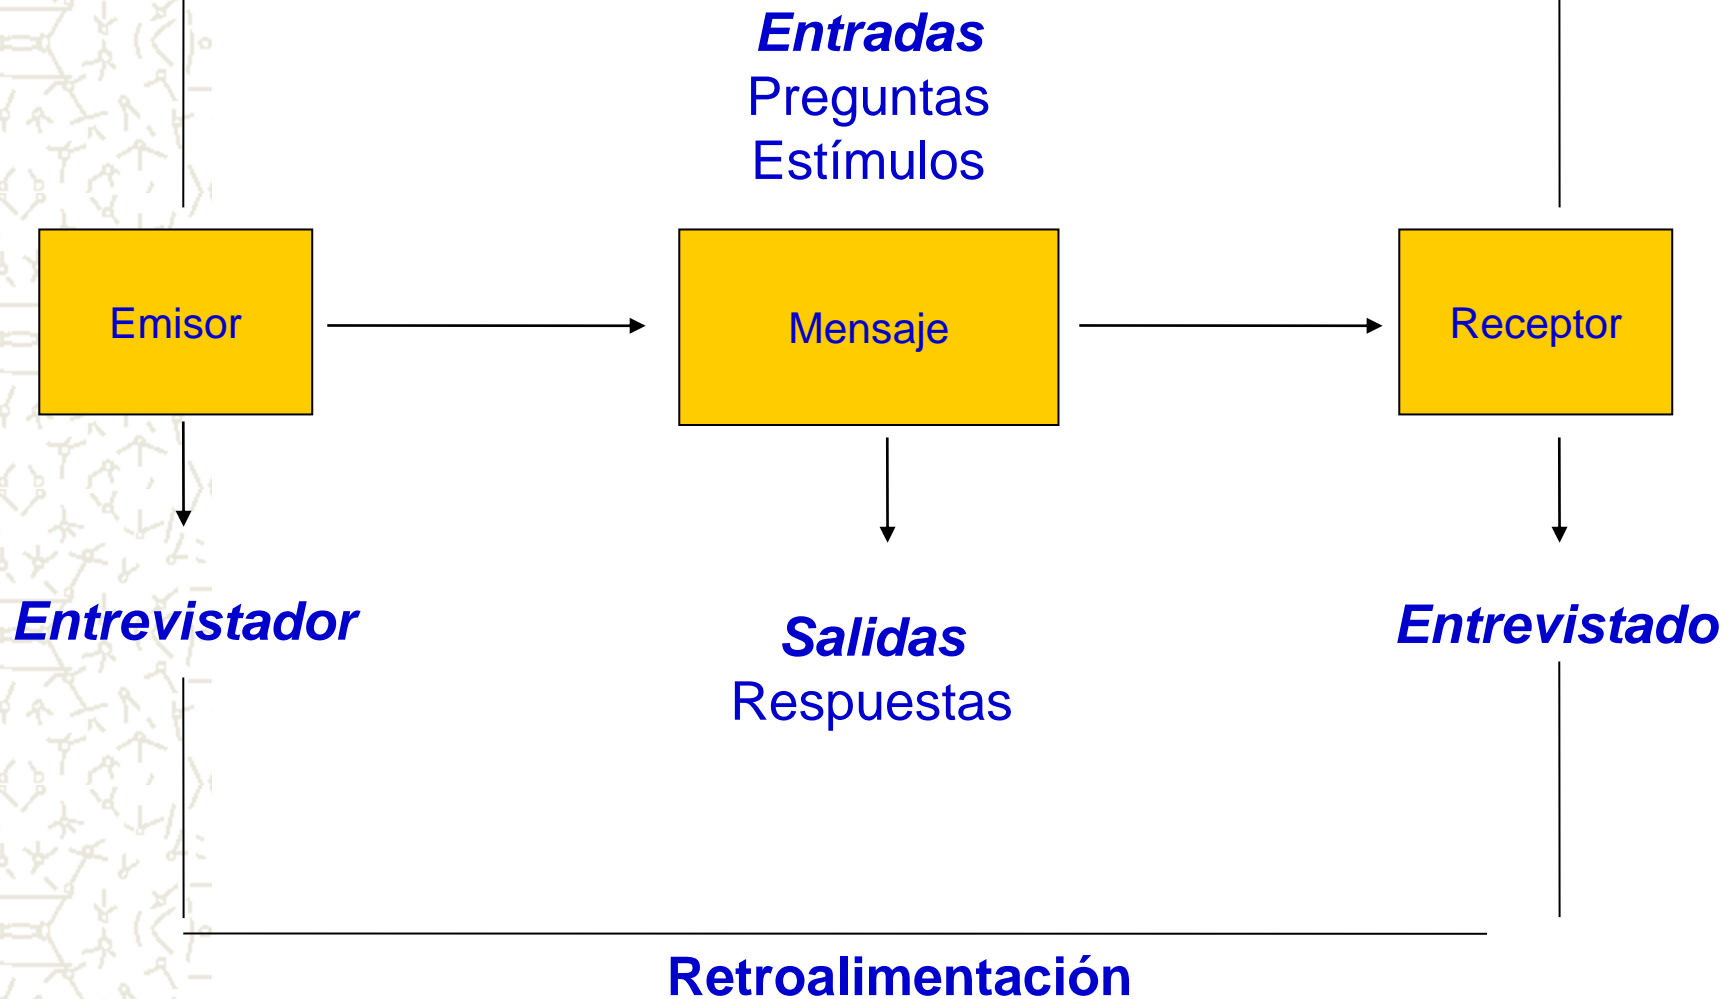 Entradas
Preguntas
Estímulos
Emisor
Mensaje
Receptor
Entrevistador
Salidas
Respuestas
Entrevistado
Retroalimentación